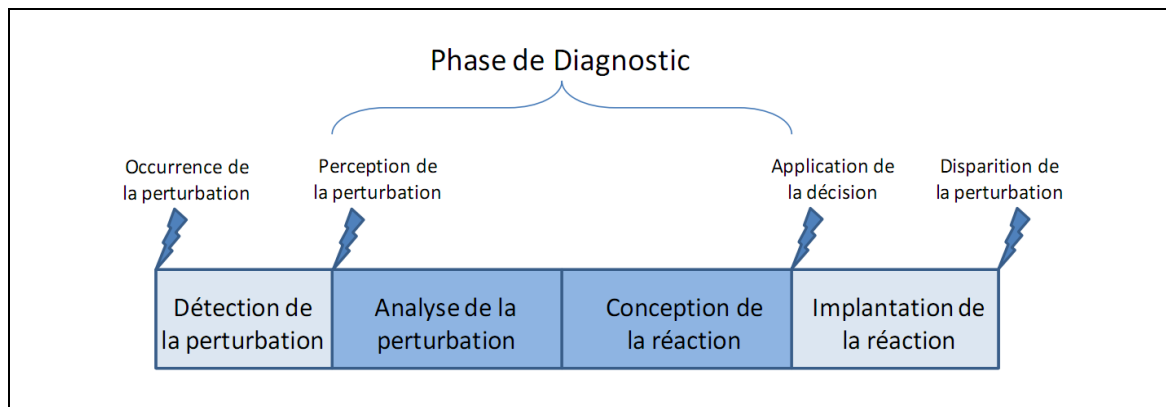 Phase de Diagnostic
Occurrence de
la perturbation
Perception de
la perturbation
Application de
la décision
Disparition de
la perturbation
Détection de
la perturbation
Analyse de la
perturbation
Conception de
la réaction
Implantation de
la réaction